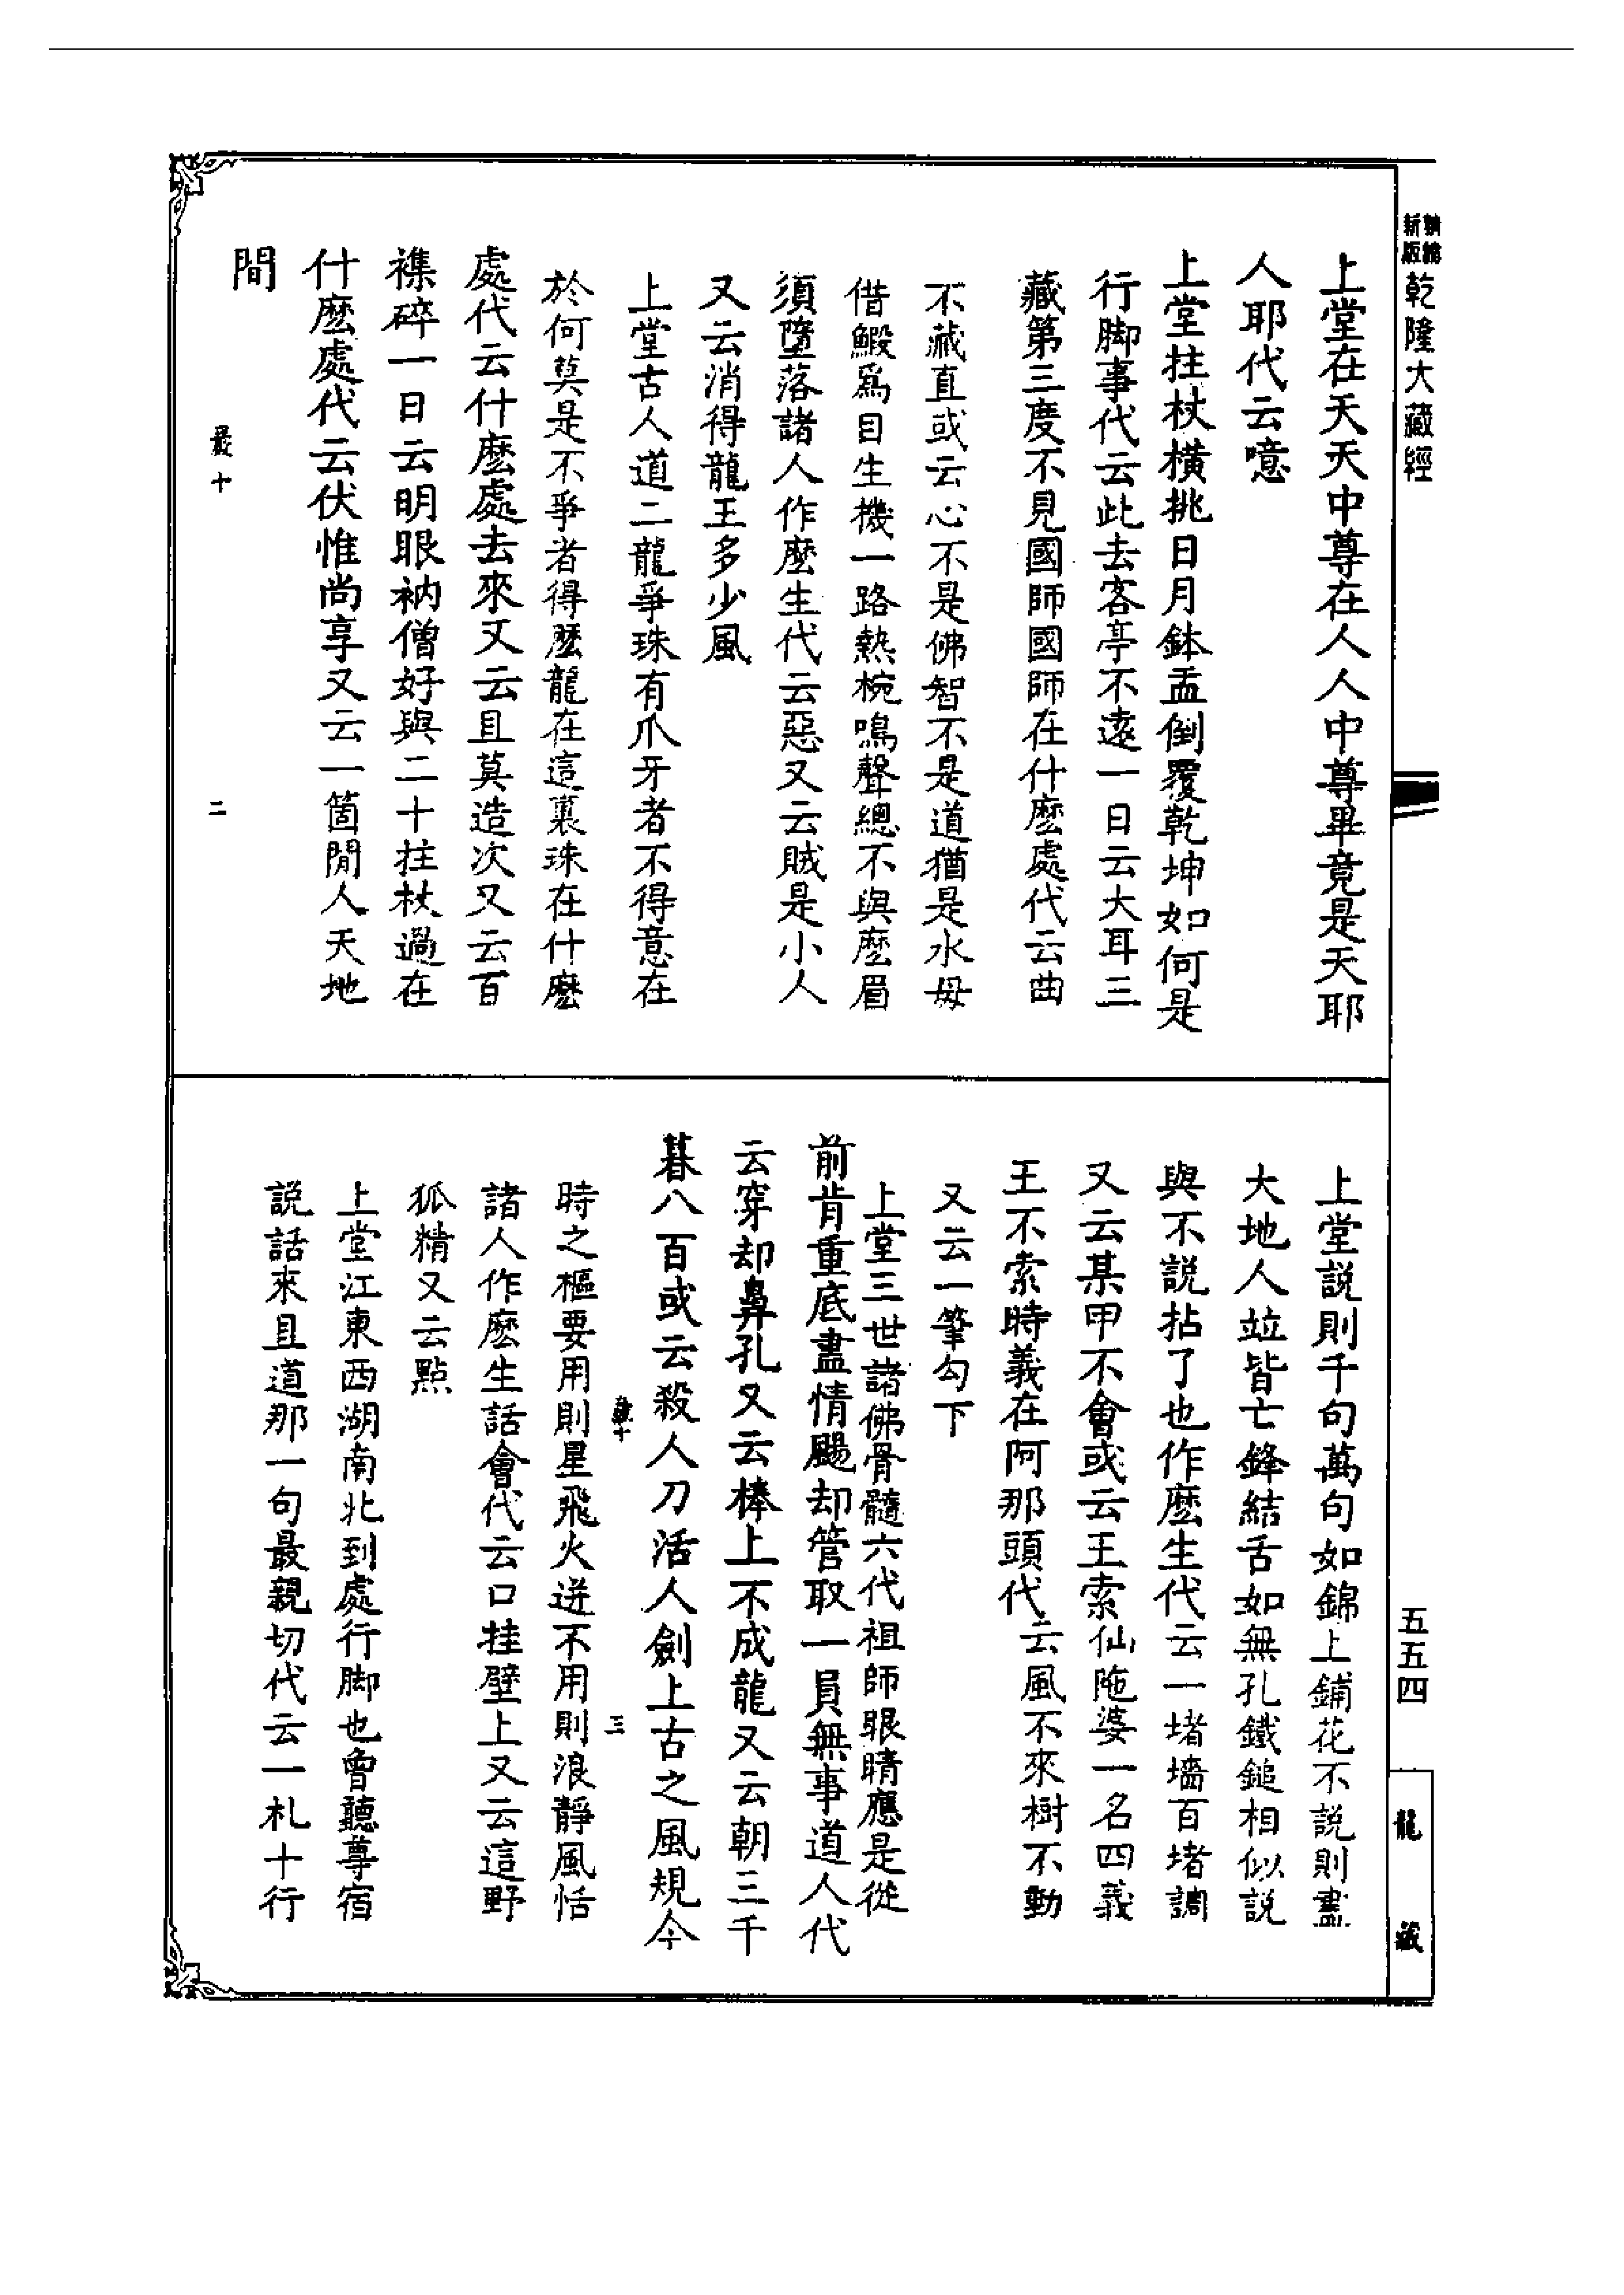 新編
新版
乾隆大藏經
上堂在天天中尊在人人中尊畢竟是天耶
人耶代云噫
上堂拄杖橫挑日月鉢盂倒覆乾坤如何是
行脚事代云此去客亭不遠一日云大耳三
藏第三度不見國師國師在什麽處代云曲
不藏直或云心不是佛智不是道猶是水母
借鰕爲目生機一路熱椀鳴聲總不與麽眉
須墮落諸人作麽生代云惡又云賊是小人
又云消得龍王多少風
上堂古人道二龍爭珠有爪牙者不得意在
於何莫是不爭者得麽龍在這裏珠在什麽
處代云什麽處去來又云且莫造次又云百
襍碎一日云明眼衲僧好與二十拄杖過在
什麽處代云伏惟尚享又云一箇閒人天地
間
十
二
五五四
龍藏
上堂說則千句萬句如錦上鋪花不說則盡
大地人竝皆亡鋒結舌如無孔鐵鎚相似說
與不說拈了也作麽生代云一堵墻百堵調
又云某甲不會或云王索仙陁婆一名四義
王不索時義在阿那頭代云風不來樹不動
又云一筆勾下
上堂三世諸佛骨髓六代祖師眼睛應是從
前肯重底盡情颺却管取一員無事道人代
云穿却鼻孔又云棒上不成龍又云朝三千
暮八百或云殺人刀活人劍上古之風規今
十
三
時之樞要用則星飛火迸不用則浪靜風恬
諸人作麽生話會代云口挂壁上又云這野
狐精又云點
上堂江東西湖南北到處行脚也曾聽尊宿
說話來且道那一句最親切代云一札十行